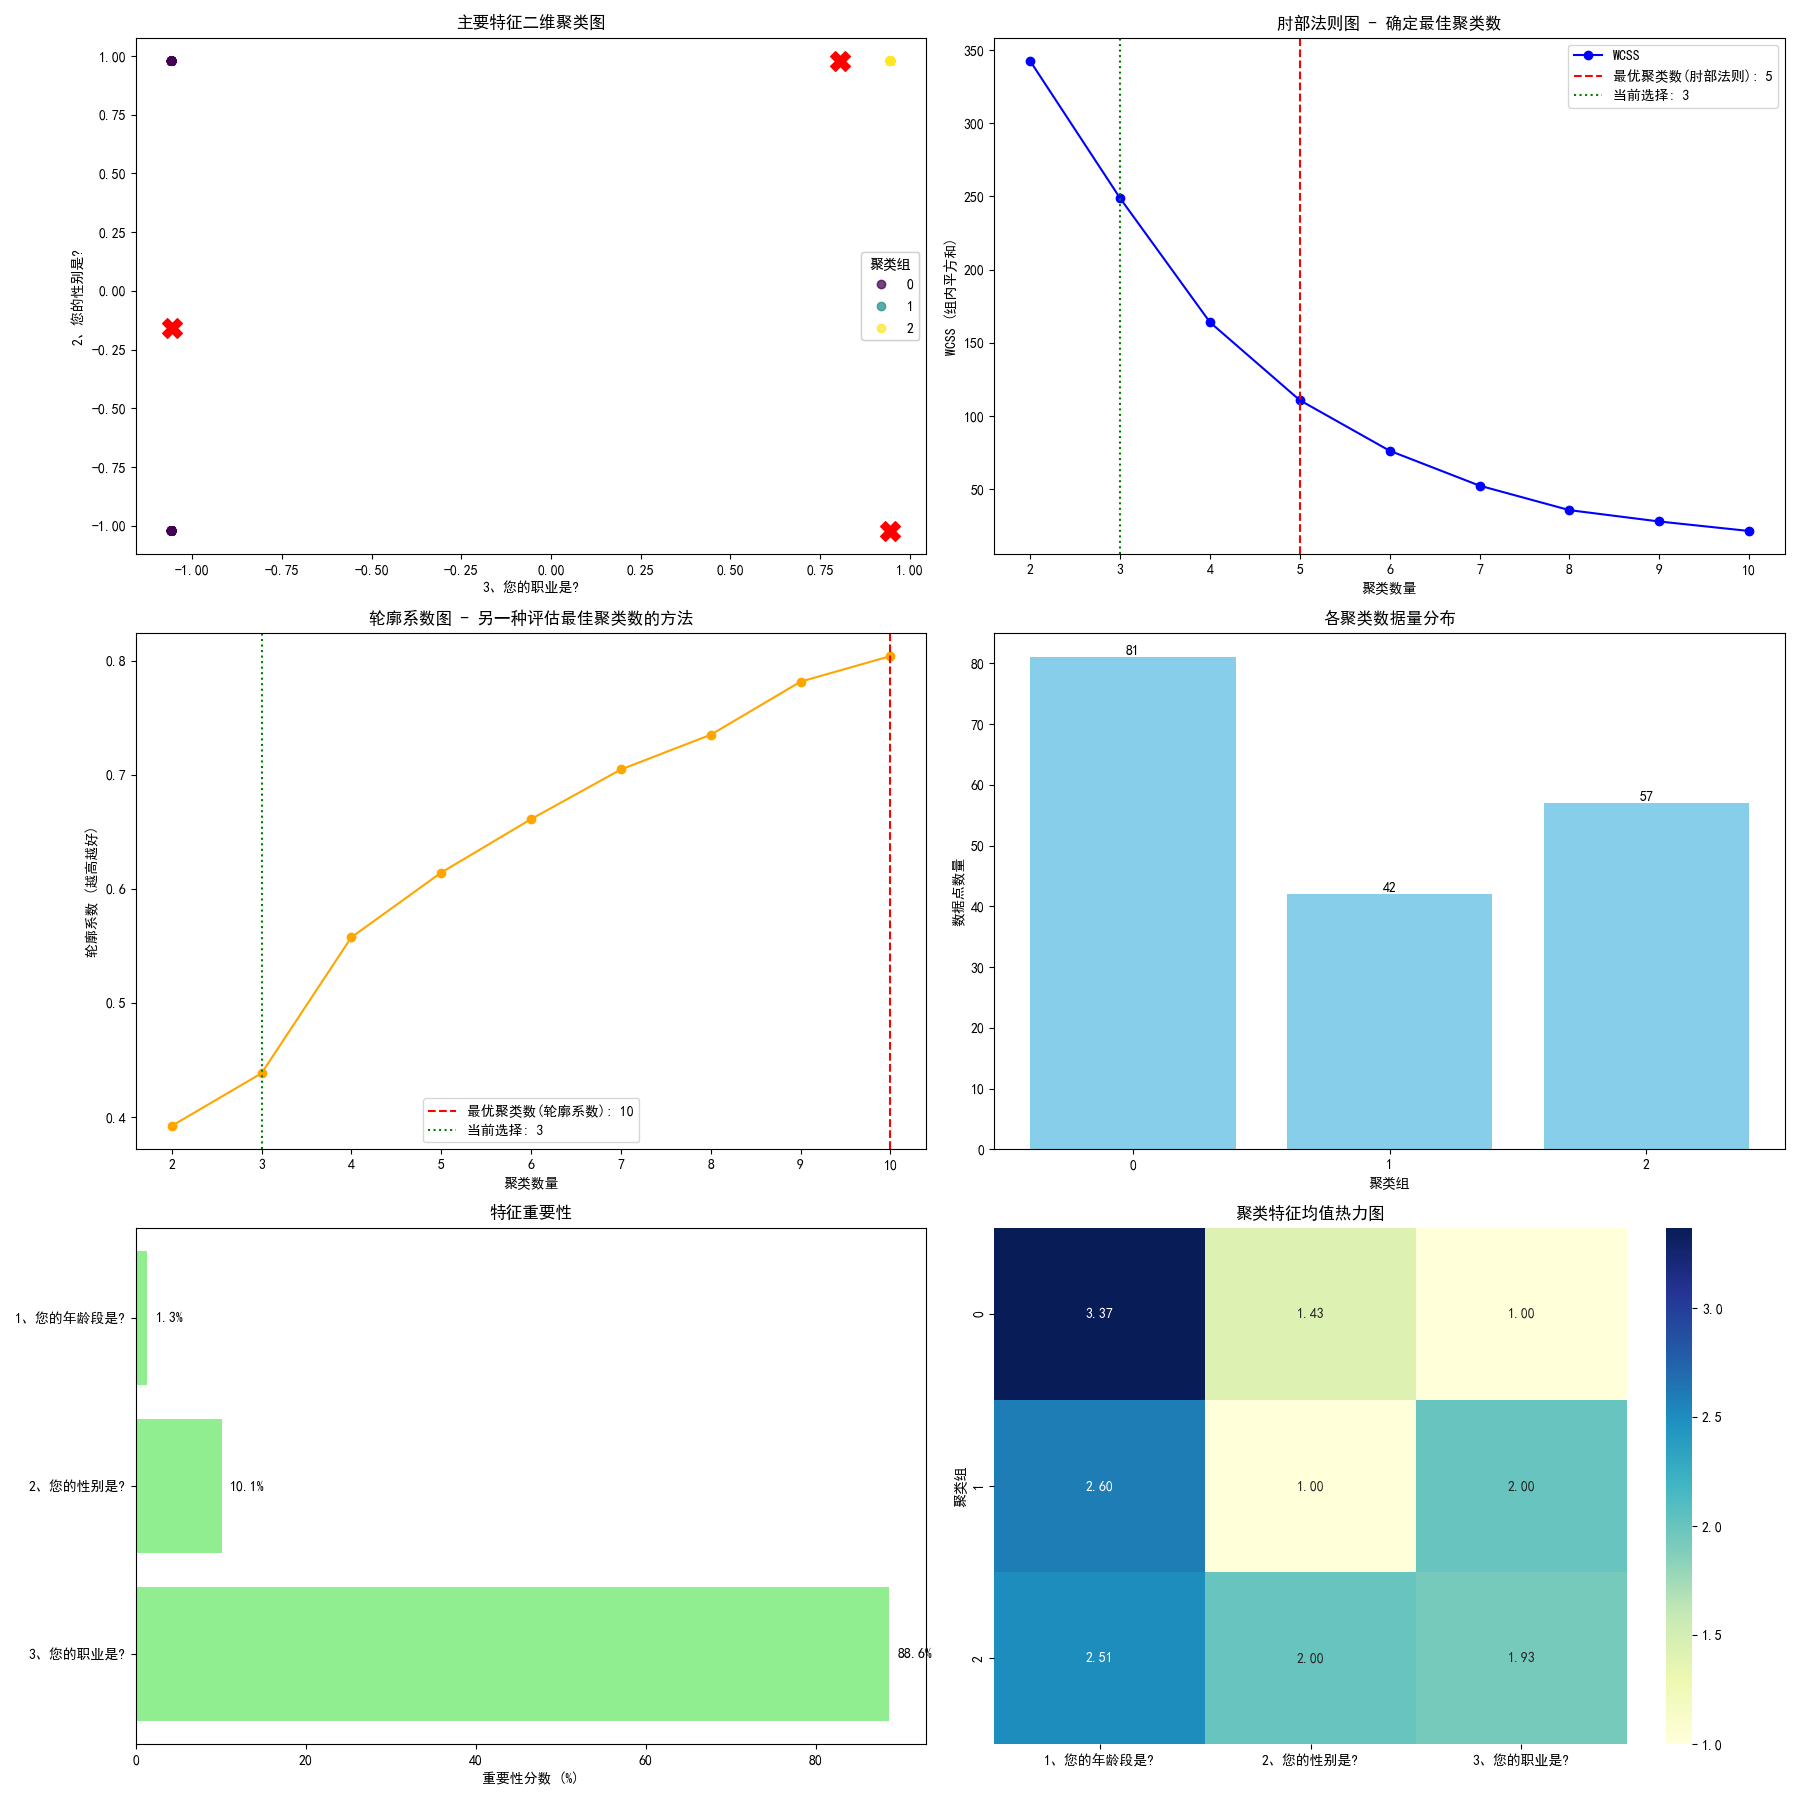 主要特征二维聚类图
1.00
0.75
0.50
0.25
0.00
−0.25
−0.50
−0.75
−1.00
2、您的性别是?
聚类组
0
1
2
−1.00 −0.75 −0.50 −0.25 0.00 0.25 0.50 0.75 1.00
3、您的职业是?
肘部法则图 - 确定最佳聚类数
350
300
250
200
150
100
50
WCSS (组内平方和)
WCSS
最优聚类数(肘部法则): 5
当前选择: 3
2 3 4 5 6 7 8 9 10
聚类数量
轮廓系数图 - 另一种评估最佳聚类数的方法
0.8
0.7
0.6
0.5
0.4
轮廓系数 (越高越好)
最优聚类数(轮廓系数): 10
当前选择: 3
2 3 4 5 6 7 8 9 10
聚类数量
各聚类数据量分布
80
70
60
50
40
30
20
10
0
数据点数量
81
42
57
0 1 2
聚类组
特征重要性
1、您的年龄段是?
1.3%
2、您的性别是?
10.1%
3、您的职业是?
88.6%
0 20 40 60 80
重要性分数 (%)
聚类特征均值热力图
聚类组
0
3.37 1.43 1.00
1
2.60 1.00 2.00
2
2.51 2.00 1.93
1、您的年龄段是? 2、您的性别是? 3、您的职业是?
3.0
2.5
2.0
1.5
1.0